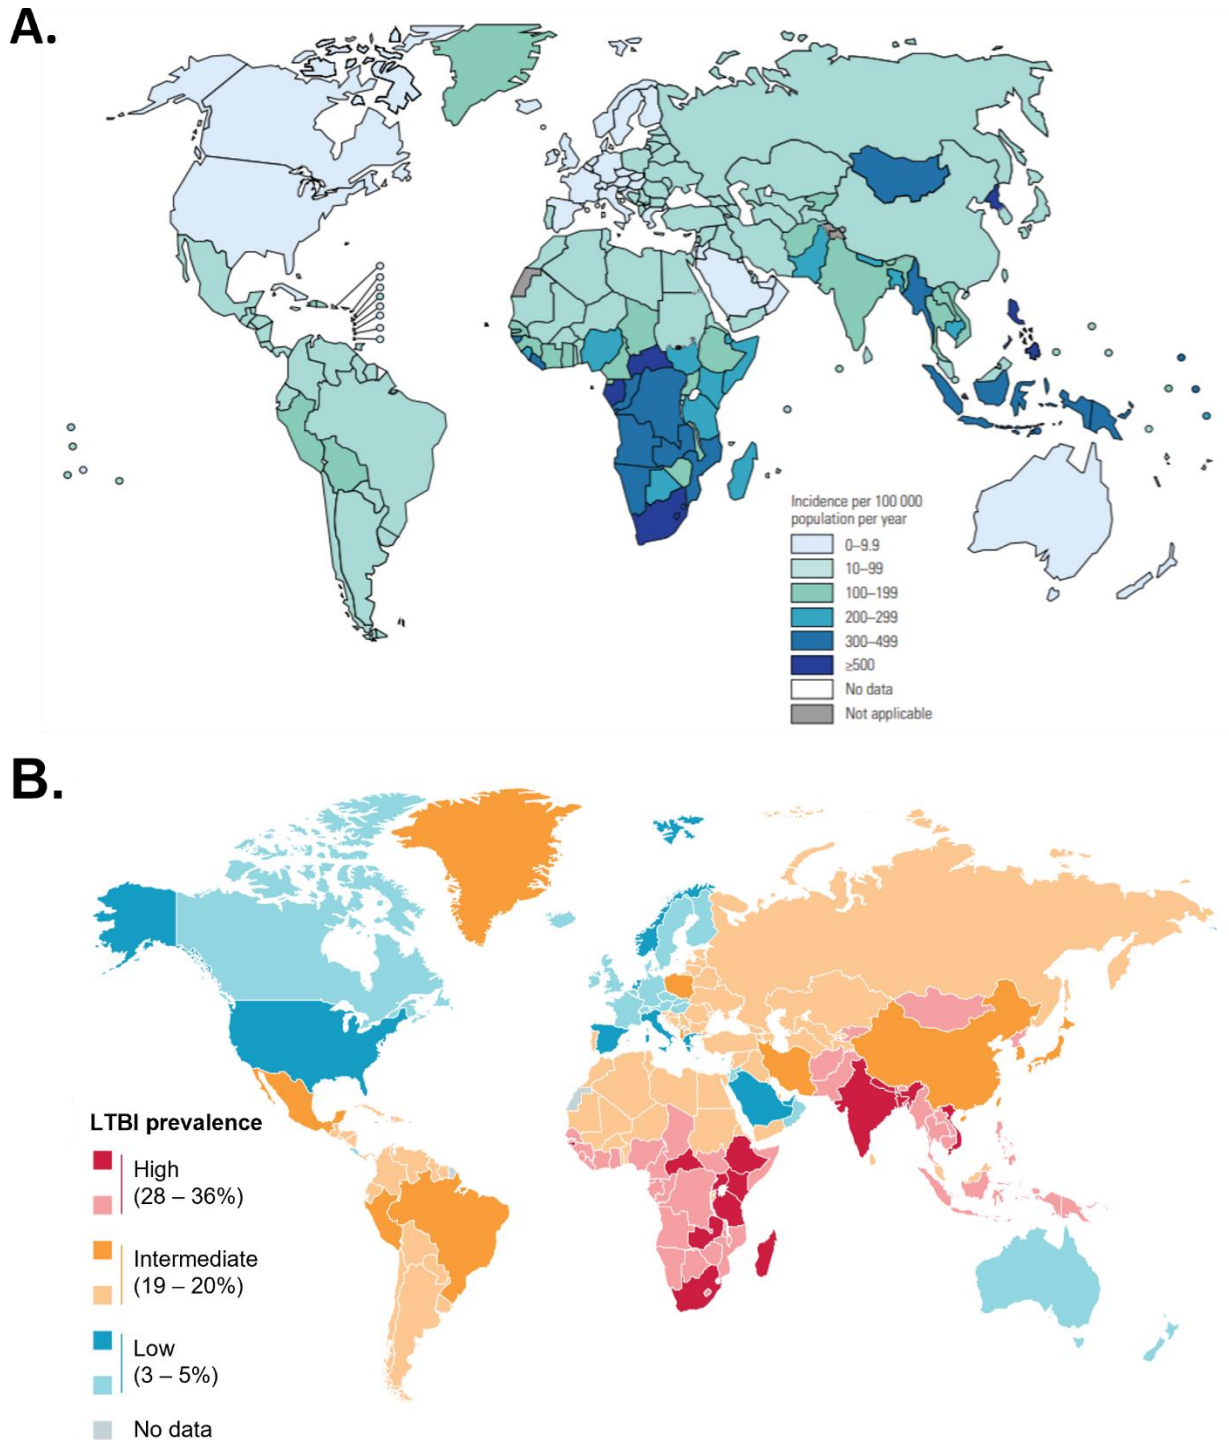 A.
Incidence per 100 000
population per year
0–9.9
10–99
100–199
200–299
300–499
≥500
No data
Not applicable
B.
LTBI prevalence
High
(28 – 36%)
Intermediate
(19 – 20%)
Low
(3 – 5%)
No data